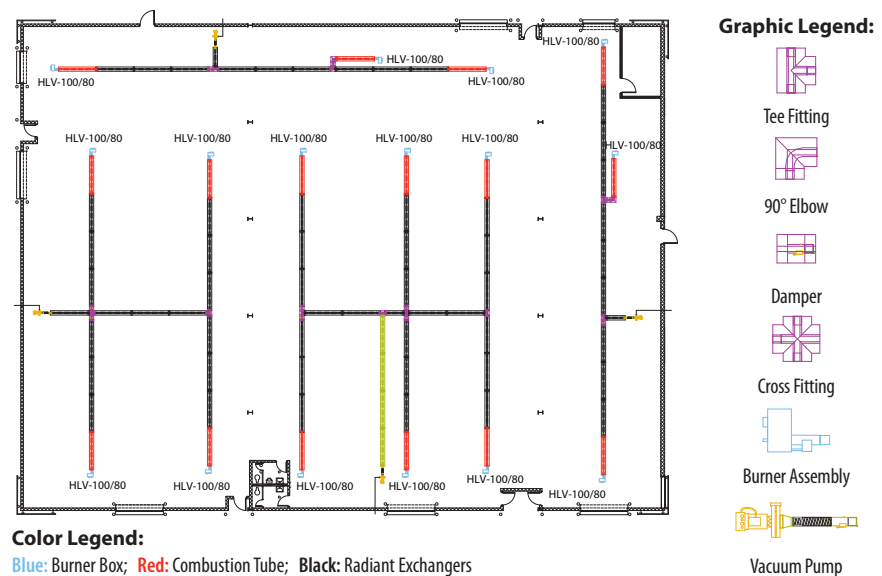 Graphic Legend:
HLV-100/80
HLV-100/80
HLV-100/80
HLV-100/80
Tee Fitting
HLV-100/80
HLV-100/80
HLV-100/80
HLV-100/80
HLV-100/80
HLV-100/80
90° Elbow
Damper
Cross Fitting
HLV-100/80
HLV-100/80
HLV-100/80
HLV-100/80
HLV-100/80
HLV-100/80
Burner Assembly
Color Legend:
Blue: Burner Box; Red: Combustion Tube; Black: Radiant Exchangers
Vacuum Pump